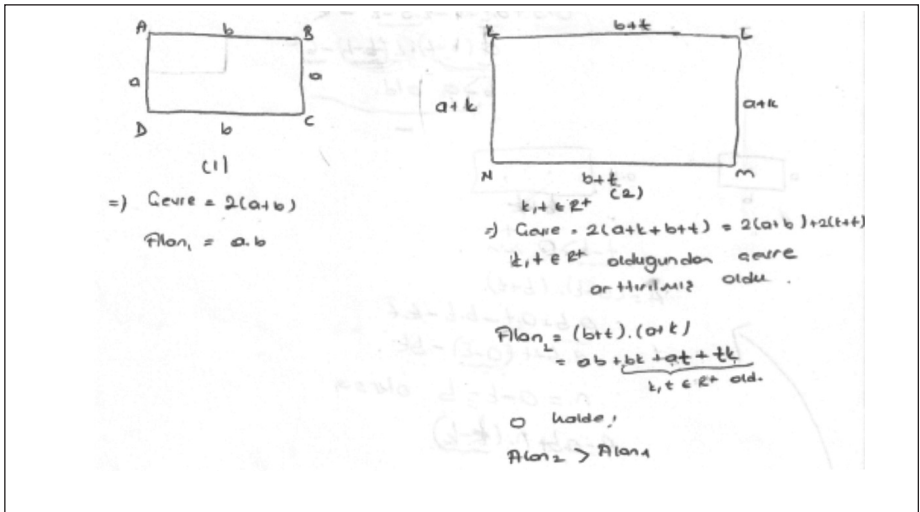 A b B
a a
D b C
(1)
=) Çevre = 2(a+b)
Alan₁ = a.b
K b+t L
a+k a+k
N b+t M
(2)
k,t ∈ R+
=) Çevre = 2(a+k+b+t) = 2(a+b)+2(k+t)
k,t ∈ R+ olduğundan çevre
arttırılmış oldu.
Alan₂ = (b+t).(a+k)
= ab+bk+at+tk
k,t ∈ R+ old.
O halde;
Alan₂ > Alan₁